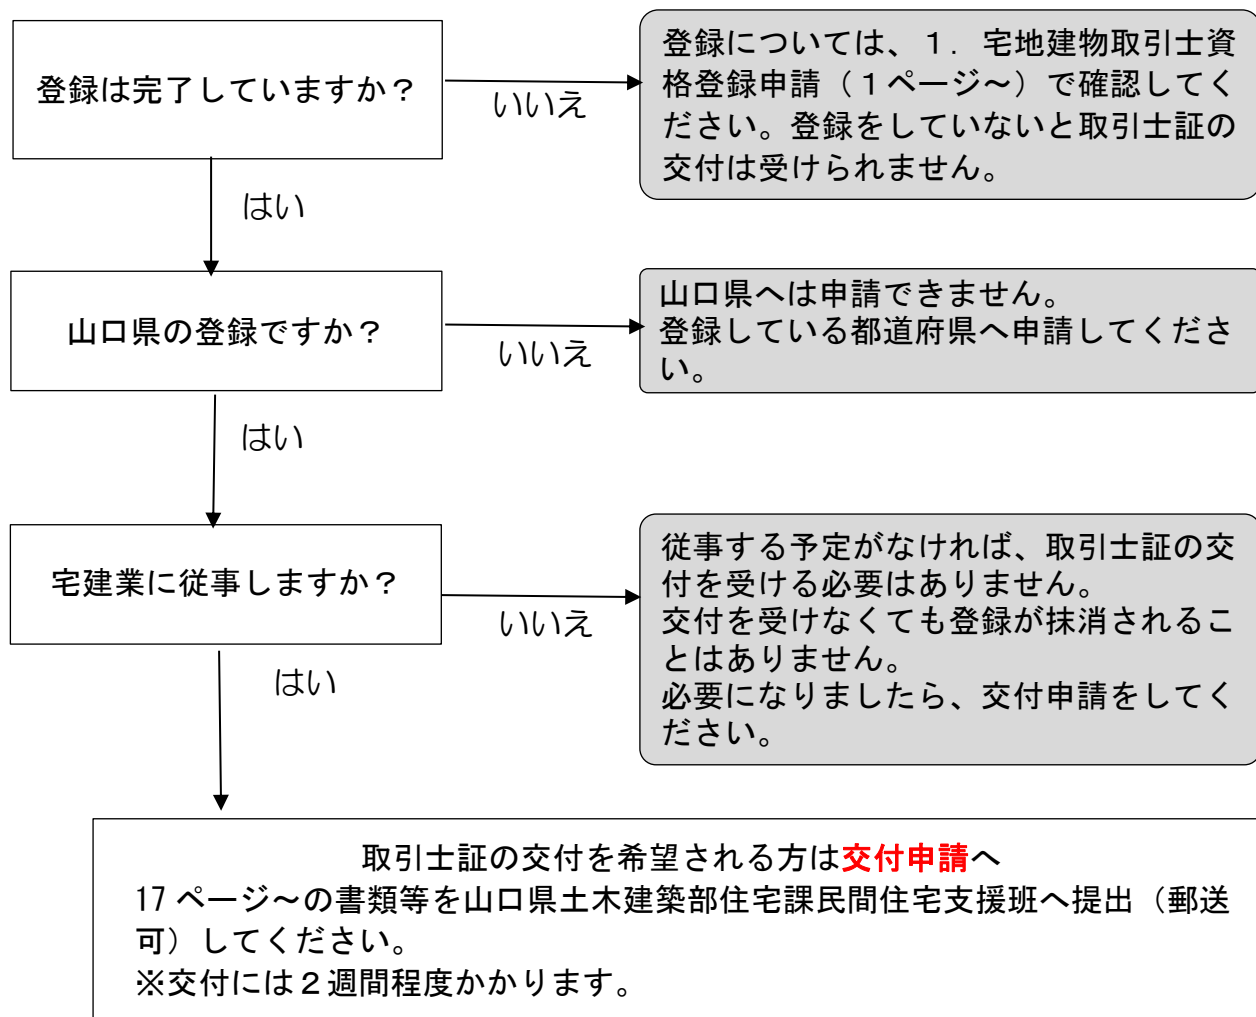 登録は完了していますか？
いいえ
登録については、１．宅地建物取引士資
格登録申請（１ページ～）で確認してく
ださい。登録をしていないと取引士証の
交付は受けられません。
はい
山口県の登録ですか？
いいえ
山口県へは申請できません。
登録している都道府県へ申請してくださ
い。
はい
宅建業に従事しますか？
いいえ
従事する予定がなければ、取引士証の交
付を受ける必要はありません。
交付を受けなくても登録が抹消されるこ
とはありません。
必要になりましたら、交付申請をしてく
ださい。
はい
取引士証の交付を希望される方は交付申請へ
17 ページ～の書類等を山口県土木建築部住宅課民間住宅支援班へ提出（郵送
可）してください。
※交付には２週間程度かかります。